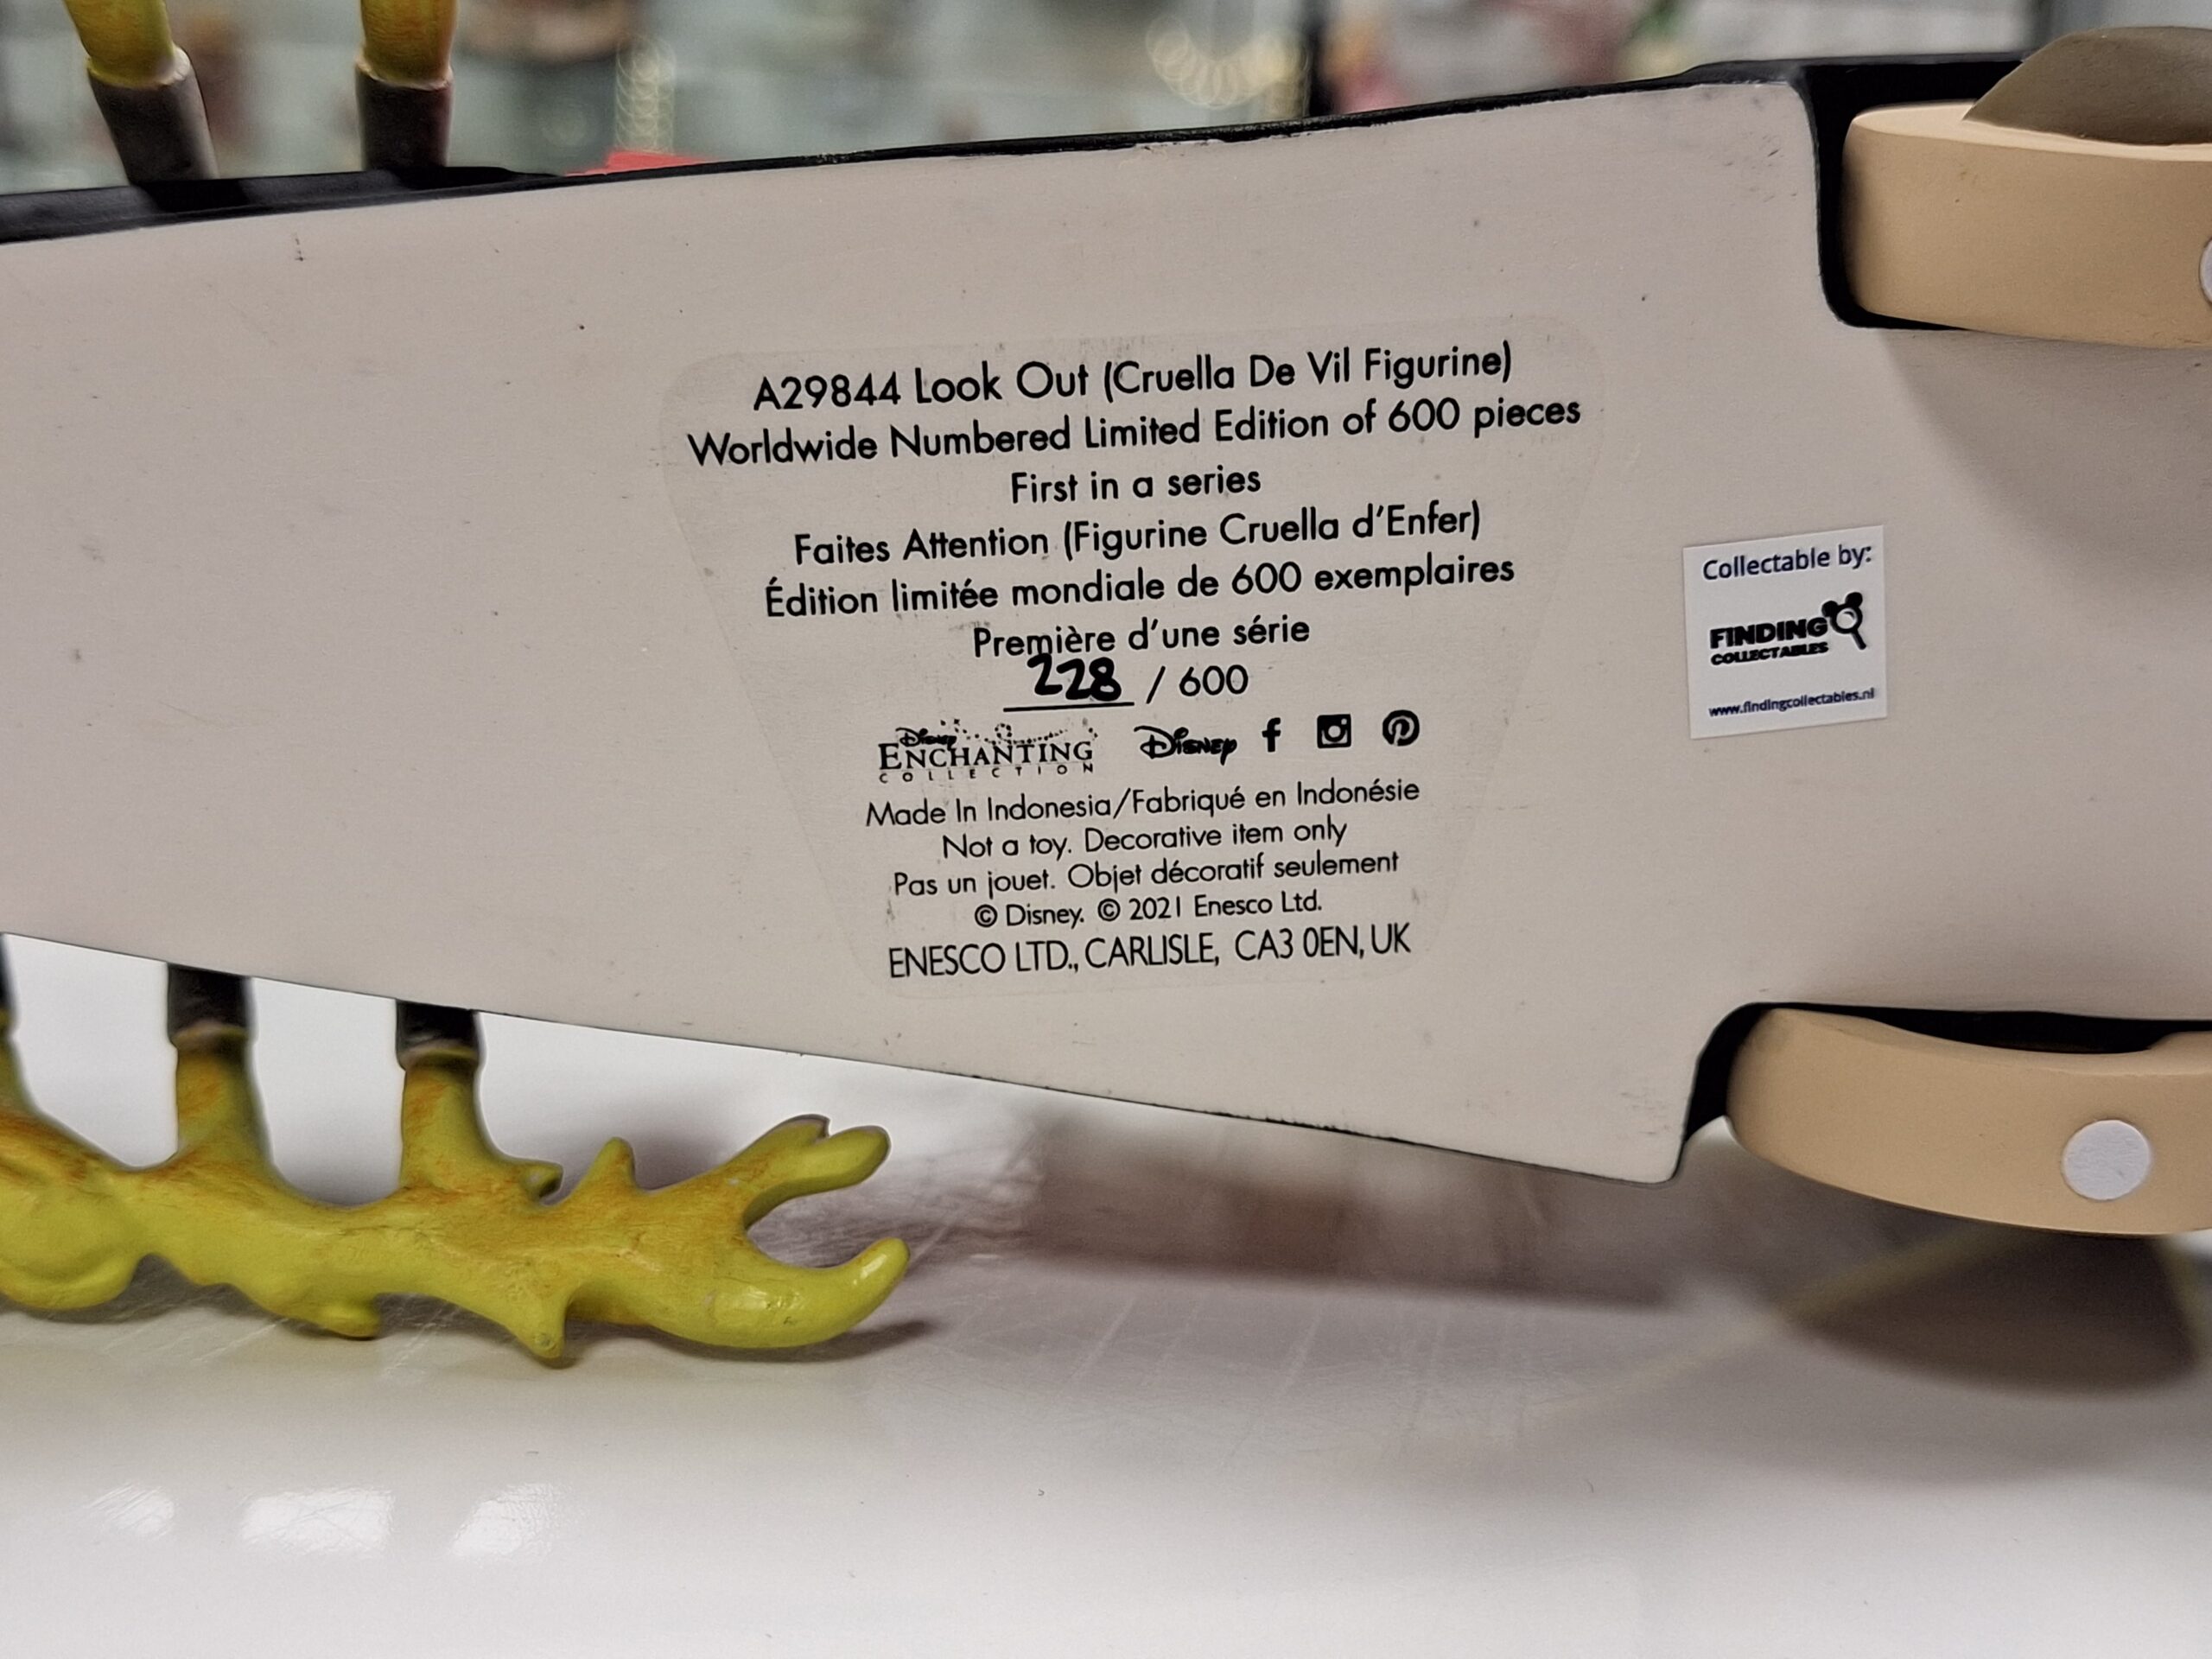 A29844 Look Out (Cruella De Vil Figurine)
Worldwide Numbered Limited Edition of 600 pieces
First in a series
Faites Attention (Figurine Cruella d'Enfer)
Édition limitée mondiale de 600 exemplaires
Première d'une série
228 / 600
Disney ENCHANTING COLLECTION Disney f
Made In Indonesia/Fabriqué en Indonésie
Not a toy. Decorative item only
Pas un jouet. Objet décoratif seulement
© Disney. © 2021 Enesco Ltd.
ENESCO LTD., CARLISLE, CA3 0EN, UK
Collectable by:
FINDING
COLLECTABLES
www.findingcollectables.nl